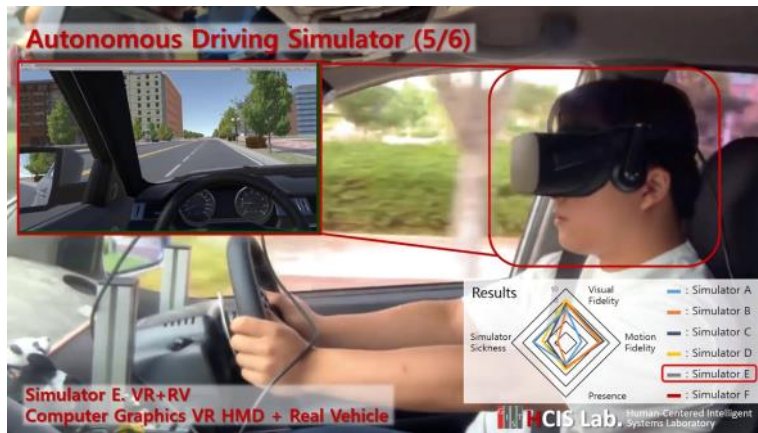 Autonomous Driving Simulator (5/6)
Results
10
Visual
Fidelity
Motion
Fidelity
Presence
Simulator
Sickness
: Simulator A
: Simulator B
: Simulator C
: Simulator D
: Simulator E
: Simulator F
Simulator E. VR+RV
Computer Graphics VR HMD + Real Vehicle
HCIS Lab. Human-Centered Intelligent
Systems Laboratory